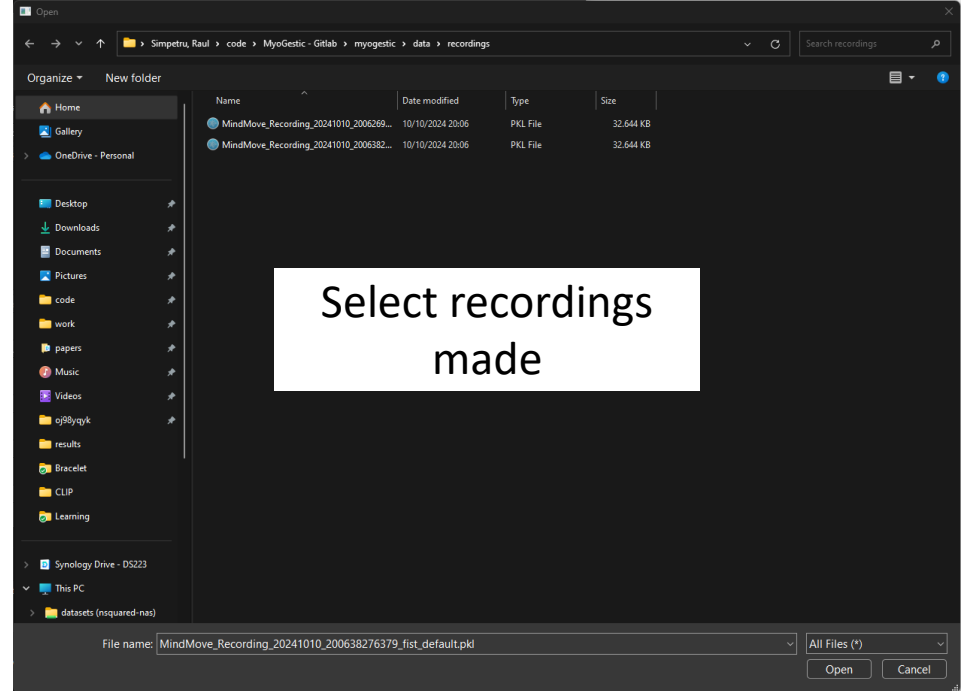 Open
Simpetru, Raul › code › MyoGestic - Gitlab › myogestic › data › recordings
Search recordings
Organize
New folder
Name
Date modified
Type
Size
MindMove_Recording_20241010_2006269... 10/10/2024 20:06 PKL File 32.644 KB
MindMove_Recording_20241010_2006382... 10/10/2024 20:06 PKL File 32.644 KB
Home
Gallery
OneDrive - Personal
Desktop
Downloads
Documents
Pictures
code
work
papers
Music
Videos
oj98yqyk
results
Bracelet
CLIP
Learning
Synology Drive - DS223
This PC
datasets (nsquared-nas)
Select recordings
made
File name: MindMove_Recording_20241010_200638276379_fist_default.pkl
All Files (*)
Open
Cancel